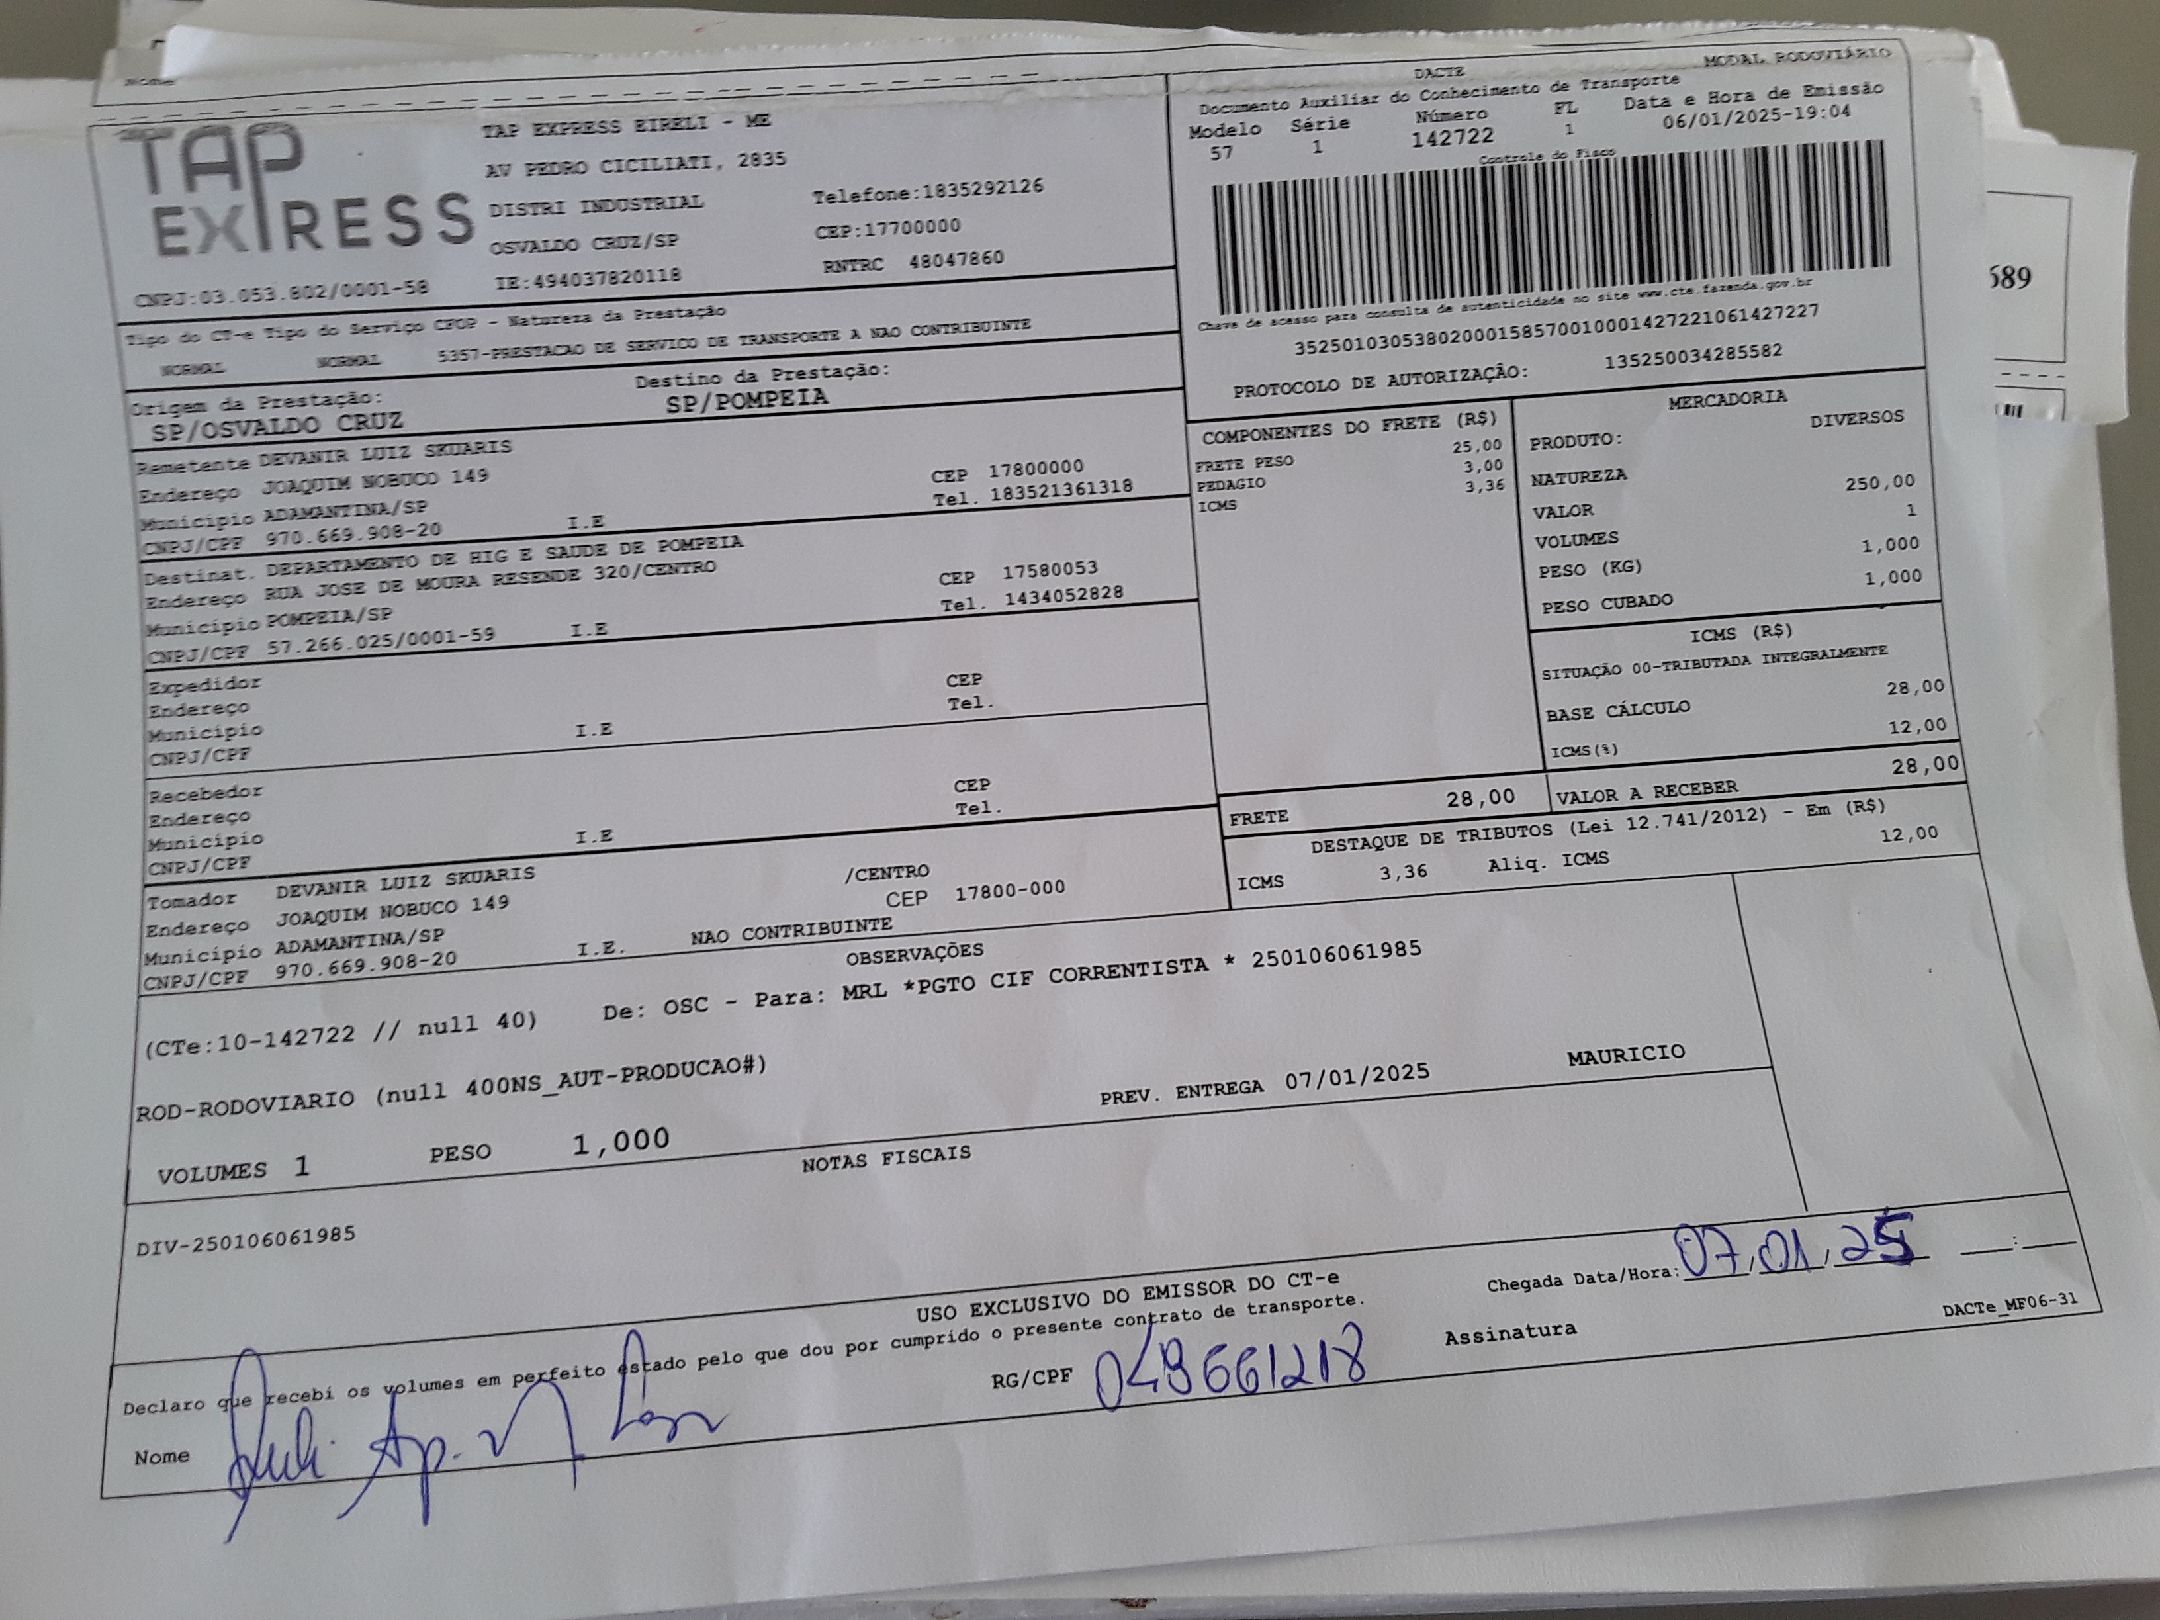 Nome
TAP EXPRESS
TAP EXPRESS EIRELI - ME
AV PEDRO CICILIATI, 2835
DISTRI INDUSTRIAL Telefone:1835292126
OSVALDO CRUZ/SP CEP:17700000
CNPJ:03.053.802/0001-58 IE:494037820118 RNTRC 48047860
DACTE MODAL RODOVIÁRIO
Documento Auxiliar do Conhecimento de Transporte
Modelo Série Número FL Data e Hora de Emissão
57 1 142722 1 06/01/2025-19:04
Controle do Fisco
Chave de acesso para consulta de autenticidade no site www.cte.fazenda.gov.br
35250103053802000158570010001427221061427227
PROTOCOLO DE AUTORIZAÇÃO: 135250034285582
Tipo do CT-e Tipo do Serviço CFOP - Natureza da Prestação
NORMAL NORMAL 5357-PRESTACAO DE SERVICO DE TRANSPORTE A NAO CONTRIBUINTE
Origem da Prestação: Destino da Prestação:
SP/OSVALDO CRUZ SP/POMPEIA
Remetente DEVANIR LUIZ SKUARIS
Endereço JOAQUIM NOBUCO 149 CEP 17800000
Município ADAMANTINA/SP Tel. 183521361318
CNPJ/CPF 970.669.908-20 I.E
Destinat. DEPARTAMENTO DE HIG E SAUDE DE POMPEIA
Endereço RUA JOSE DE MOURA RESENDE 320/CENTRO CEP 17580053
Município POMPEIA/SP Tel. 1434052828
CNPJ/CPF 57.266.025/0001-59 I.E
Expedidor
Endereço CEP
Município Tel.
CNPJ/CPF I.E
Recebedor
Endereço CEP
Município Tel.
CNPJ/CPF I.E
Tomador DEVANIR LUIZ SKUARIS
Endereço JOAQUIM NOBUCO 149 /CENTRO
Município ADAMANTINA/SP CEP 17800-000
CNPJ/CPF 970.669.908-20 I.E. NAO CONTRIBUINTE
COMPONENTES DO FRETE (R$)
FRETE PESO 25,00
PEDAGIO 3,00
ICMS 3,36
MERCADORIA
PRODUTO: DIVERSOS
NATUREZA
VALOR 250,00
VOLUMES 1
PESO (KG) 1,000
PESO CUBADO 1,000
ICMS (R$)
SITUAÇÃO 00-TRIBUTADA INTEGRALMENTE
BASE CÁLCULO 28,00
ICMS(%) 12,00
FRETE 28,00 VALOR A RECEBER 28,00
DESTAQUE DE TRIBUTOS (Lei 12.741/2012) - Em (R$)
ICMS 3,36 Aliq. ICMS 12,00
OBSERVAÇÕES
(CTe:10-142722 // null 40) De: OSC - Para: MRL *PGTO CIF CORRENTISTA * 250106061985
ROD-RODOVIARIO (null 400NS_AUT-PRODUCAO#)
PREV. ENTREGA 07/01/2025 MAURICIO
VOLUMES 1 PESO 1,000
NOTAS FISCAIS
DIV-250106061985
USO EXCLUSIVO DO EMISSOR DO CT-e
Chegada Data/Hora: 07/01/25 __:__
Declaro que recebi os volumes em perfeito estado pelo que dou por cumprido o presente contrato de transporte.
Nome RG/CPF 048661218 Assinatura
DACTe_MF06-31
589